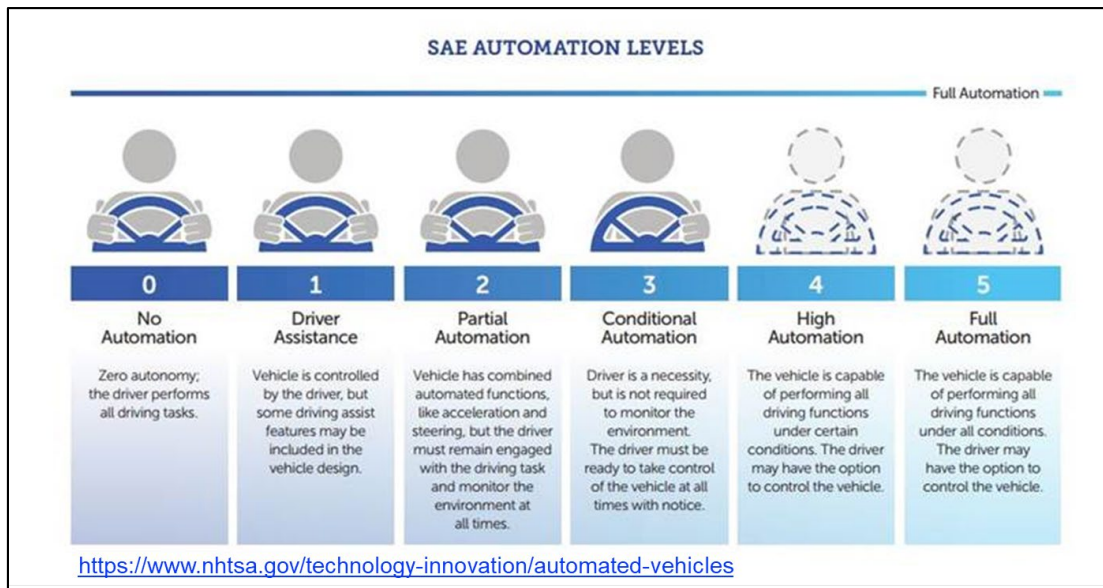 SAE AUTOMATION LEVELS
Full Automation
0
No
Automation
Zero autonomy;
the driver performs
all driving tasks.
1
Driver
Assistance
Vehicle is controlled
by the driver, but
some driving assist
features may be
included in the
vehicle design.
2
Partial
Automation
Vehicle has combined
automated functions,
like acceleration and
steering, but the driver
must remain engaged
with the driving task
and monitor the
environment at
all times.
3
Conditional
Automation
Driver is a necessity,
but is not required
to monitor the
environment.
The driver must be
ready to take control
of the vehicle at all
times with notice.
4
High
Automation
The vehicle is capable
of performing all
driving functions
under certain
conditions. The driver
may have the option
to control the vehicle.
5
Full
Automation
The vehicle is capable
of performing all
driving functions
under all conditions.
The driver may
have the option to
control the vehicle.
https://www.nhtsa.gov/technology-innovation/automated-vehicles